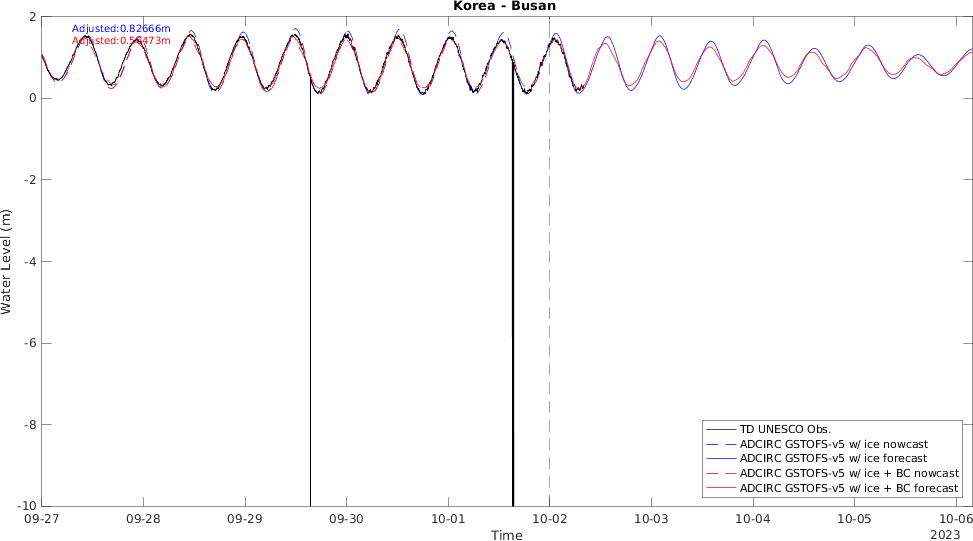 Korea - Busan
Adjusted:0.82666m
Water Level (m)
2
0
-2
-4
-6
-8
-10
TD UNESCO Obs.
ADCIRC GSTOFS-v5 w/ ice nowcast
ADCIRC GSTOFS-v5 w/ ice forecast
ADCIRC GSTOFS-v5 w/ ice + BC nowcast
ADCIRC GSTOFS-v5 w/ ice + BC forecast
09-27 09-28 09-29 09-30 10-01 10-02 10-03 10-04 10-05 10-06
Time
2023